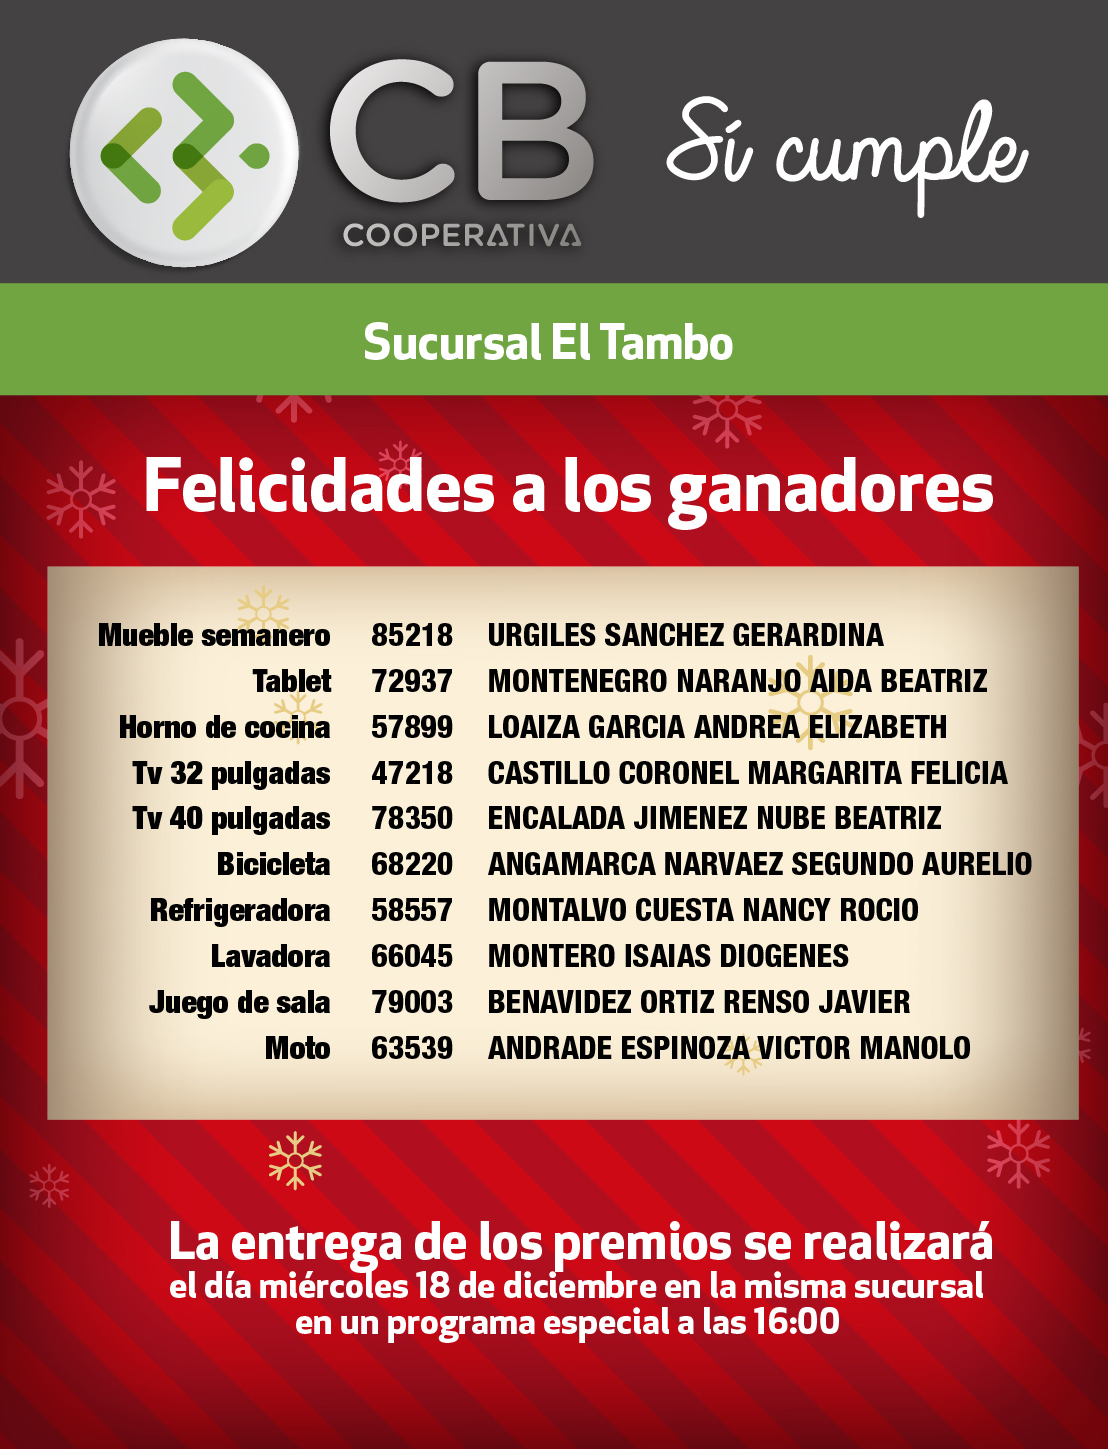 CB
COOPERATIVA
Sí cumple
Sucursal El Tambo
Felicidades a los ganadores
Mueble semanero 85218 URGILES SANCHEZ GERARDINA
Tablet 72937 MONTENEGRO NARANJO AIDA BEATRIZ
Horno de cocina 57899 LOAIZA GARCIA ANDREA ELIZABETH
Tv 32 pulgadas 47218 CASTILLO CORONEL MARGARITA FELICIA
Tv 40 pulgadas 78350 ENCALADA JIMENEZ NUBE BEATRIZ
Bicicleta 68220 ANGAMARCA NARVAEZ SEGUNDO AURELIO
Refrigeradora 58557 MONTALVO CUESTA NANCY ROCIO
Lavadora 66045 MONTERO ISAIAS DIOGENES
Juego de sala 79003 BENAVIDEZ ORTIZ RENSO JAVIER
Moto 63539 ANDRADE ESPINOZA VICTOR MANOLO
La entrega de los premios se realizará
el día miércoles 18 de diciembre en la misma sucursal
en un programa especial a las 16:00